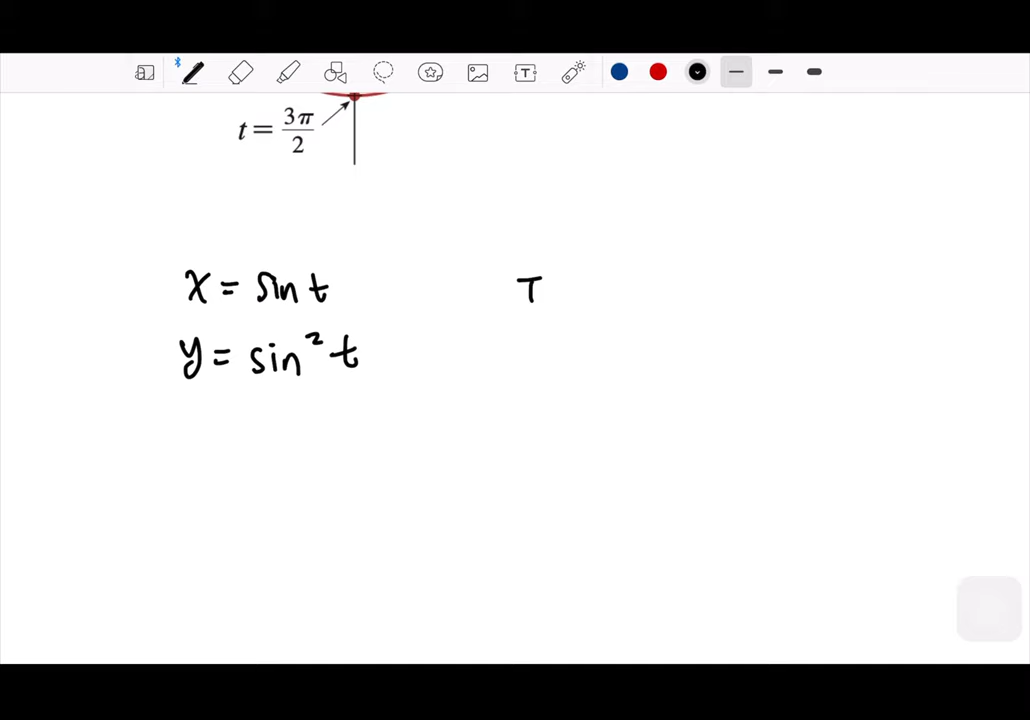 t = 3π/2
x = sin t
T
y = sin² t